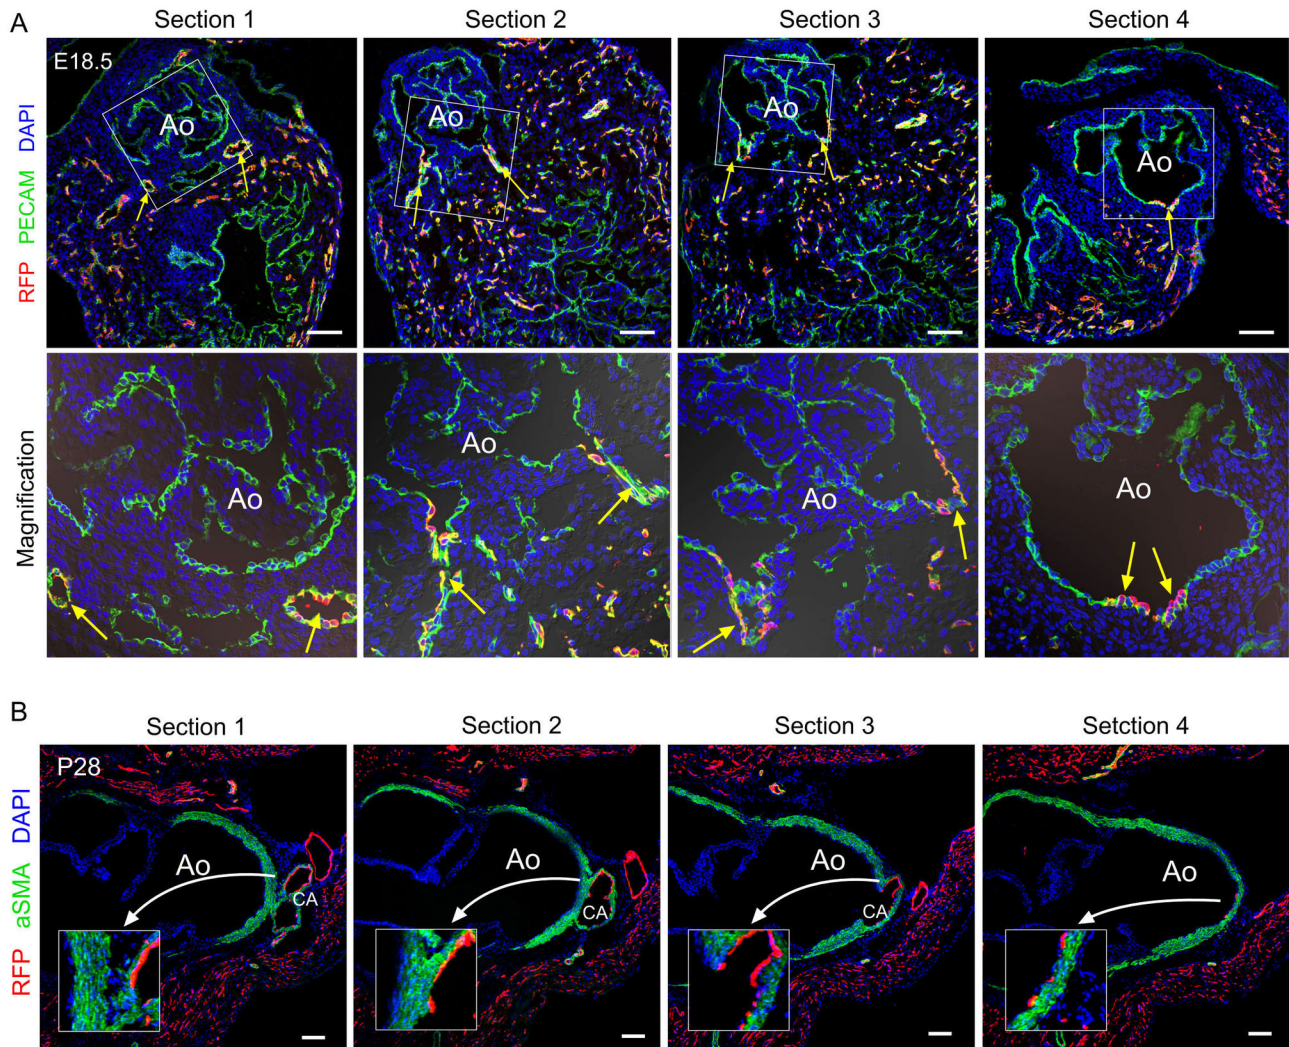 A
Section 1
Section 2
Section 3
Section 4
RFP PECAM DAPI
E18.5
Ao
Ao
Ao
Ao
Magnification
Ao
Ao
Ao
Ao
B
Section 1
Section 2
Section 3
Setction 4
RFP aSMA DAPI
P28
Ao
CA
Ao
CA
Ao
CA
Ao